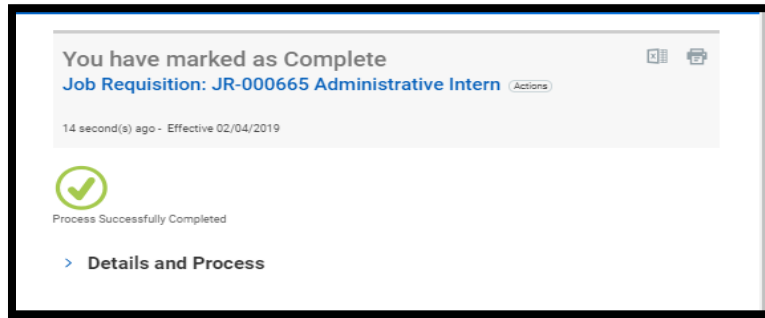 You have marked as Complete
Job Requisition: JR-000665 Administrative Intern Actions
14 second(s) ago - Effective 02/04/2019
Process Successfully Completed
> Details and Process